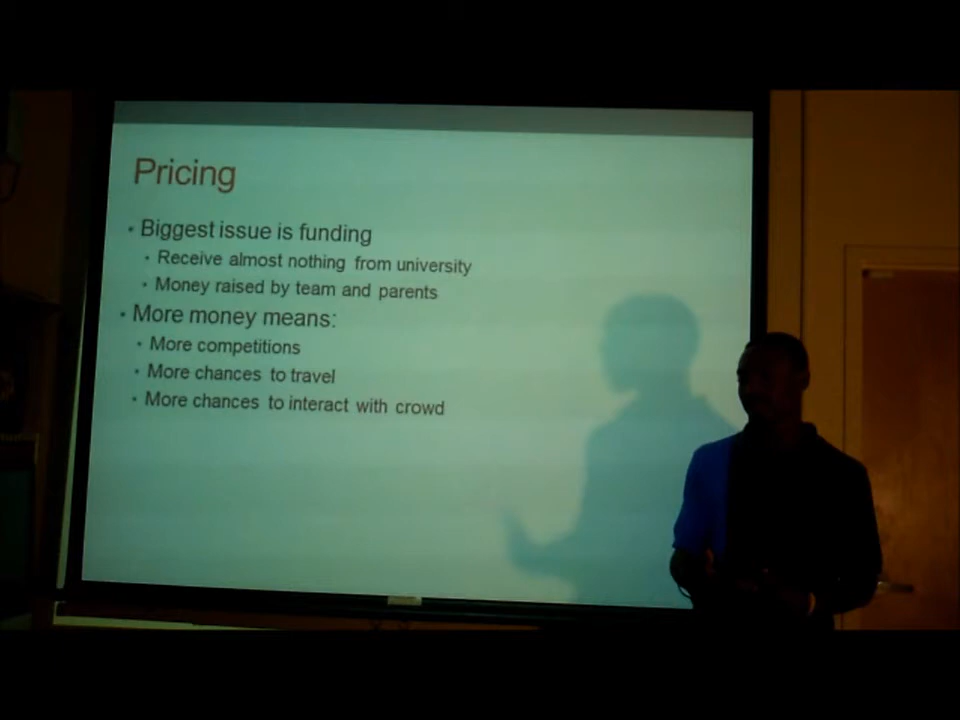 Pricing
• Biggest issue is funding
• Receive almost nothing from university
• Money raised by team and parents
• More money means:
• More competitions
• More chances to travel
• More chances to interact with crowd